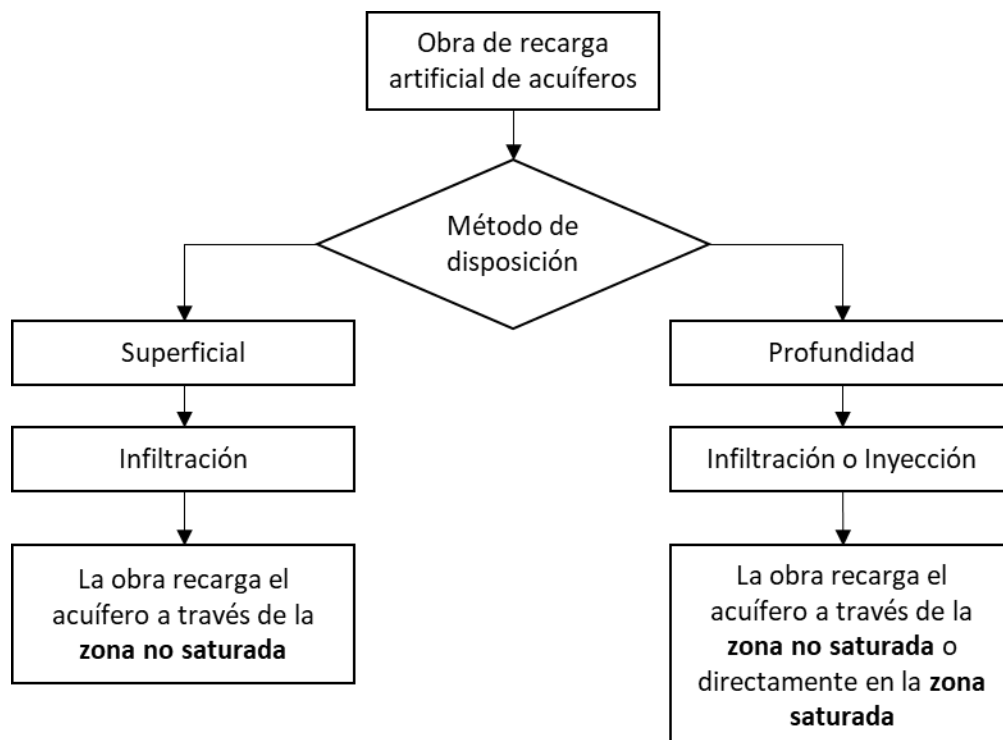 Obra de recarga
artificial de acuíferos
Método de
disposición
Superficial
Infiltración
La obra recarga el
acuífero a través de la
zona no saturada
Profundidad
Infiltración o Inyección
La obra recarga el
acuífero a través de la
zona no saturada o
directamente en la zona
saturada